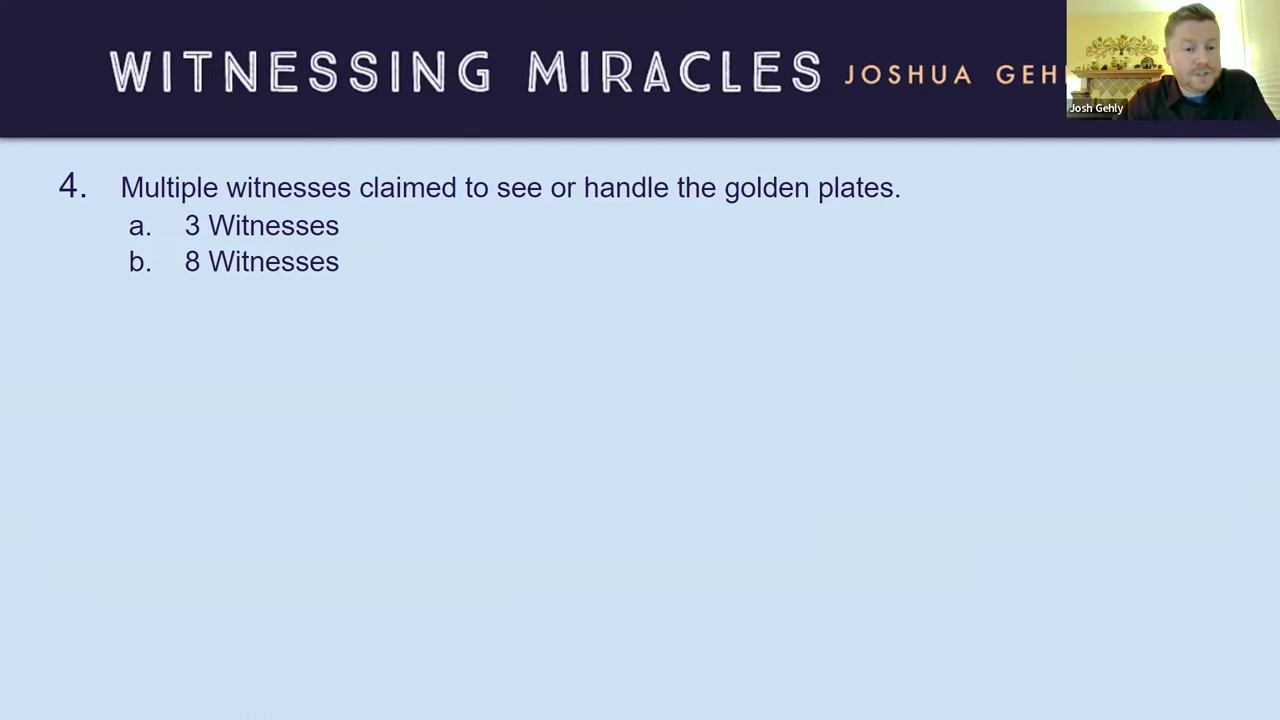 WITNESSING MIRACLES JOSHUA GEH
Josh Gehly
4. Multiple witnesses claimed to see or handle the golden plates.
a. 3 Witnesses
b. 8 Witnesses